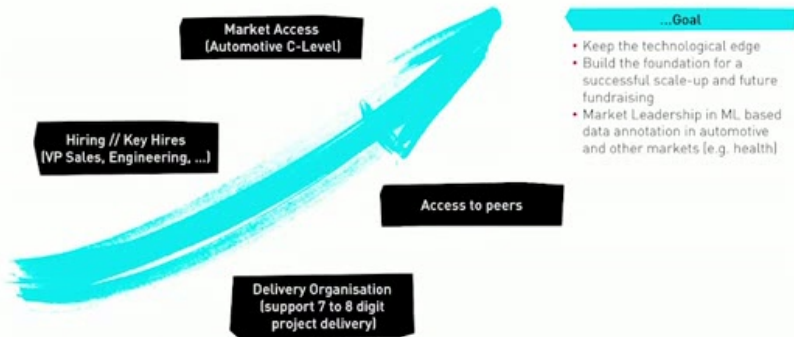 Market Access
(Automotive C-Level)
Hiring // Key Hires
(VP Sales, Engineering, ...)
Access to peers
Delivery Organisation
(support 7 to 8 digit
project delivery)
...Goal
• Keep the technological edge
• Build the foundation for a
successful scale-up and future
fundraising
• Market Leadership in ML based
data annotation in automotive
and other markets (e.g. health)